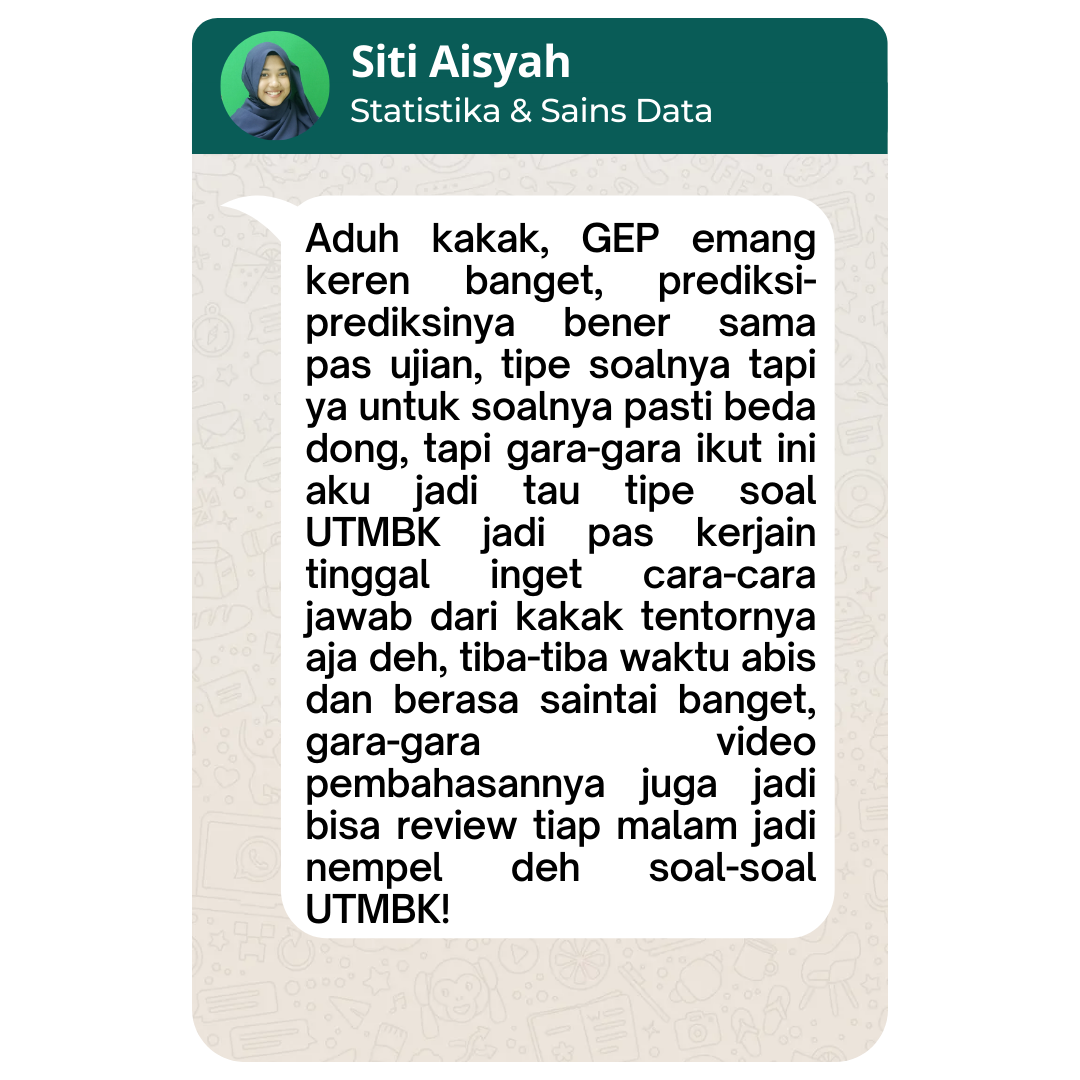 Siti Aisyah
Statistika & Sains Data
Aduh kakak, GEP emang
keren banget, prediksi-
prediksinya bener sama
pas ujian, tipe soalnya tapi
ya untuk soalnya pasti beda
dong, tapi gara-gara ikut ini
aku jadi tau tipe soal
UTMBK jadi pas kerjain
tinggal inget cara-cara
jawab dari kakak tentornya
aja deh, tiba-tiba waktu abis
dan berasa saintai banget,
gara-gara video
pembahasannya juga jadi
bisa review tiap malam jadi
nempel deh soal-soal
UTMBK!